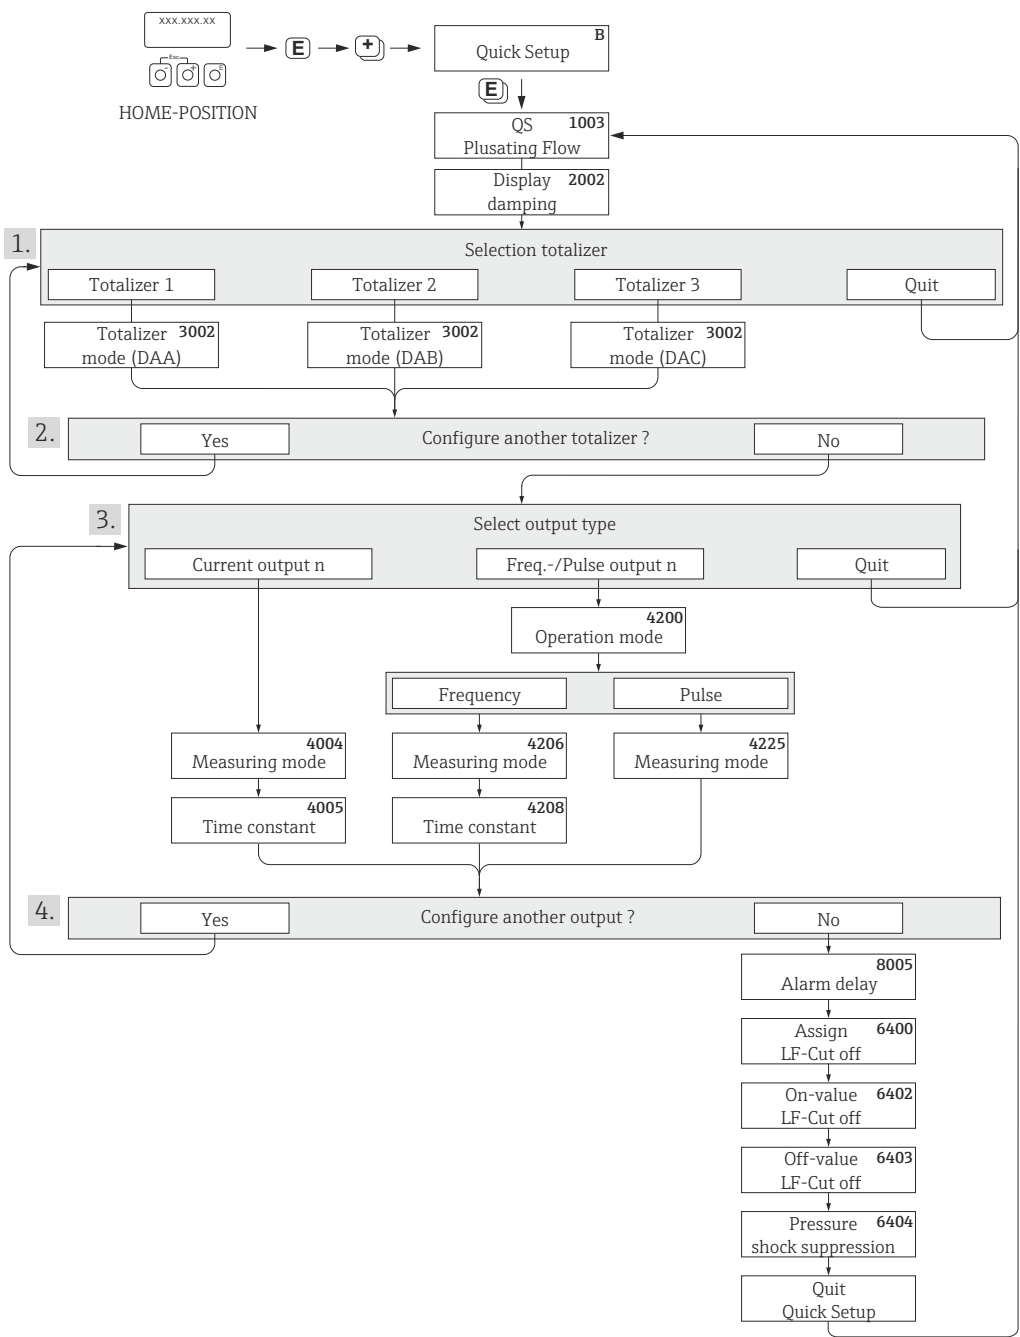 xxx.xxx.xx
Esc
- + E
HOME-POSITION
E
+
B
Quick Setup
E
QS 1003
Plusating Flow
Display 2002
damping
1.
Selection totalizer
Totalizer 1
Totalizer 2
Totalizer 3
Quit
Totalizer 3002
mode (DAA)
Totalizer 3002
mode (DAB)
Totalizer 3002
mode (DAC)
2.
Yes
Configure another totalizer ?
No
3.
Select output type
Current output n
Freq.-/Pulse output n
Quit
4200
Operation mode
Frequency
Pulse
4004
Measuring mode
4206
Measuring mode
4225
Measuring mode
4005
Time constant
4208
Time constant
4.
Yes
Configure another output ?
No
8005
Alarm delay
Assign 6400
LF-Cut off
On-value 6402
LF-Cut off
Off-value 6403
LF-Cut off
Pressure 6404
shock suppression
Quit
Quick Setup